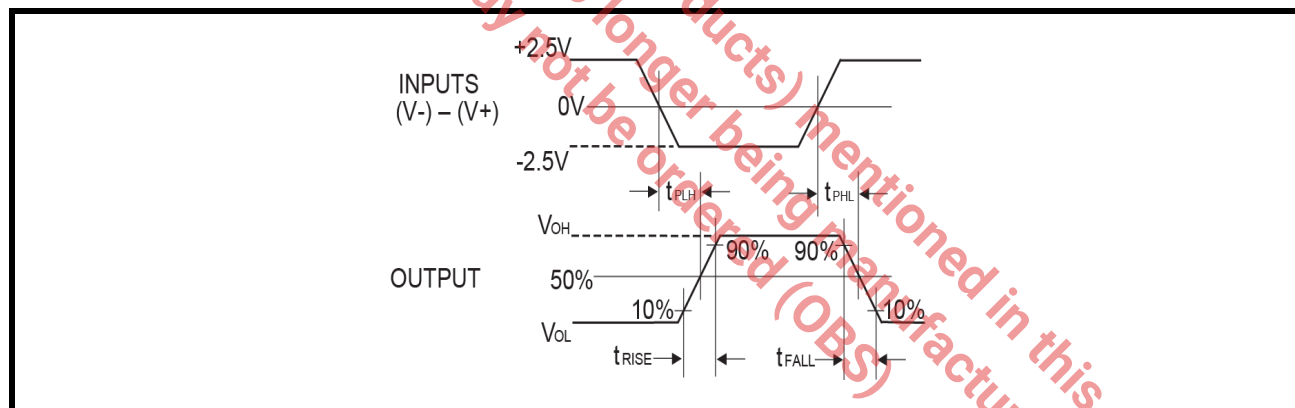 +2.5V
INPUTS
(V-) – (V+)
0V
-2.5V
tPLH
tPHL
VOH
90%
90%
OUTPUT
50%
10%
10%
VOL
tRISE
tFALL
ducts) mentioned in this
longer being manufactu
ay not be ordered (OBS)